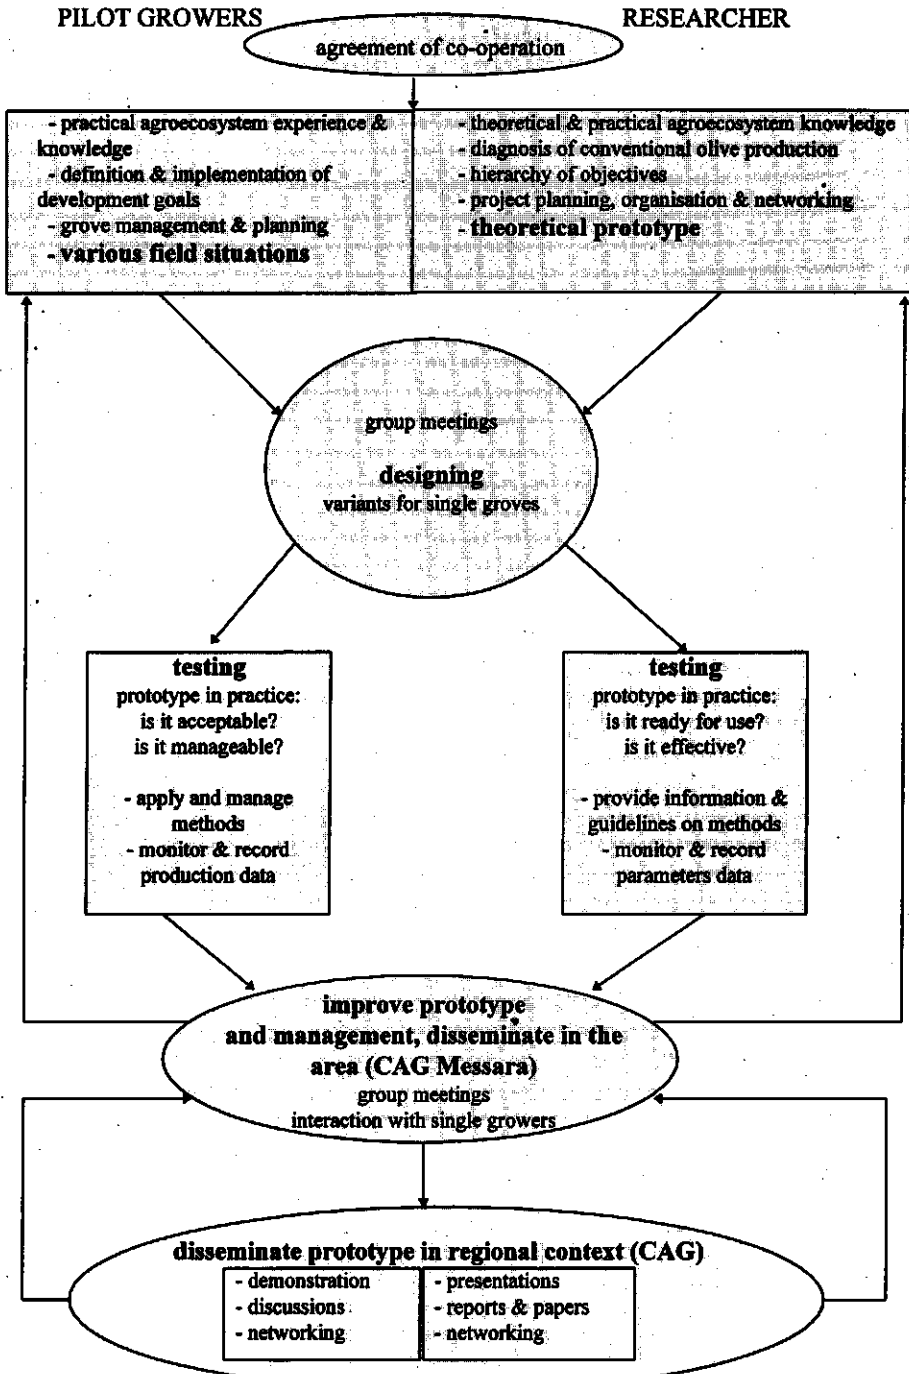 PILOT GROWERS
RESEARCHER
agreement of co-operation
- practical agroecosystem experience &
knowledge
- definition & implementation of
development goals
- grove management & planning
- various field situations
- theoretical & practical agroecosystem knowledge
- diagnosis of conventional olive production
- hierarchy of objectives
- project planning, organisation & networking
- theoretical prototype
group meetings
designing
variants for single groves
testing
prototype in practice:
is it acceptable?
is it manageable?
- apply and manage
methods
- monitor & record
production data
testing
prototype in practice:
is it ready for use?
is it effective?
- provide information &
guidelines on methods
- monitor & record
parameters data
improve prototype
and management, disseminate in the
area (CAG Messara)
group meetings
interaction with single growers
disseminate prototype in regional context (CAG)
- demonstration
- discussions
- networking
- presentations
- reports & papers
- networking